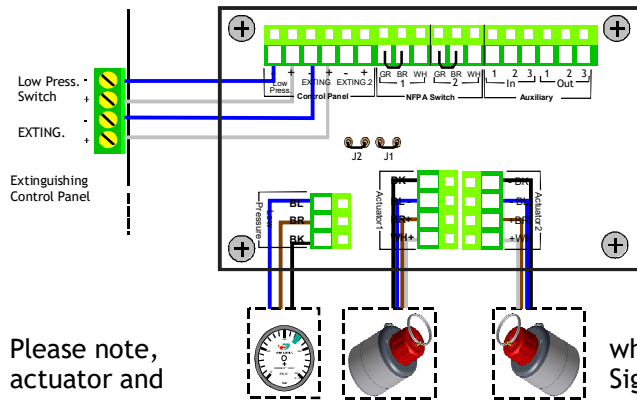 Low Press. -
Switch +
-
EXTING. +
Extinguishing
Control Panel
- + - + - +
Low Press. EXTING EXTING.2
Control Panel
GR BR WH GR BR WH
1 2
NFPA Switch
1 2 3 1 2 3
In Out
Auxiliary
J2 J1
Low Pressure
BL
BR
BK
Actuator1
BK
BL -
BR+
WH+
- BK
- BL
+BR
+WH
Actuator 2
Please note, wh
actuator and Sig